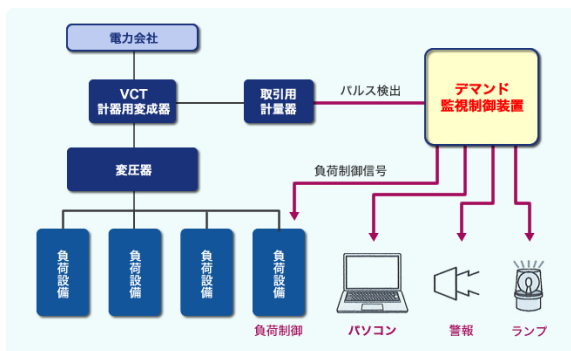 電力会社
VCT
計器用変成器
取引用
計量器
パルス検出
デマンド
監視制御装置
変圧器
負荷制御信号
負荷設備
負荷設備
負荷設備
負荷設備
負荷制御
パソコン
警報
ランプ